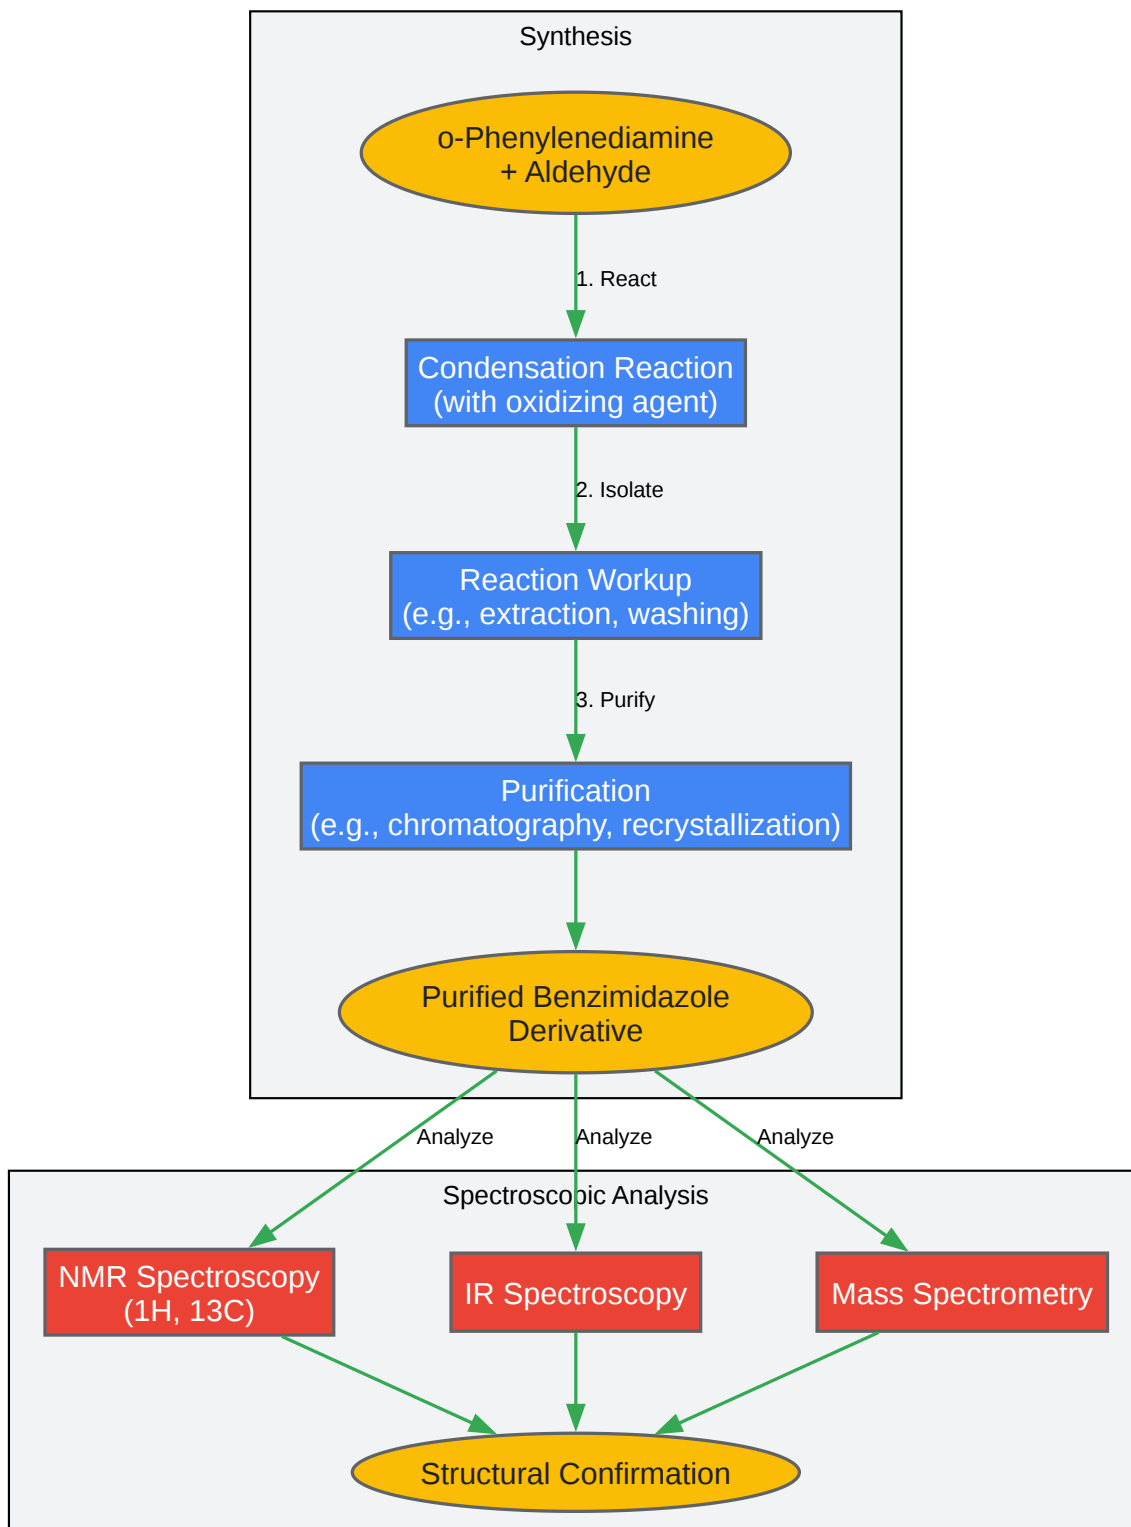 Synthesis
o-Phenylenediamine
+ Aldehyde
1. React
Condensation Reaction
(with oxidizing agent)
2. Isolate
Reaction Workup
(e.g., extraction, washing)
3. Purify
Purification
(e.g., chromatography, recrystallization)
Purified Benzimidazole
Derivative
Analyze
Analyze
Analyze
Spectroscopic Analysis
NMR Spectroscopy
(1H, 13C)
IR Spectroscopy
Mass Spectrometry
Structural Confirmation